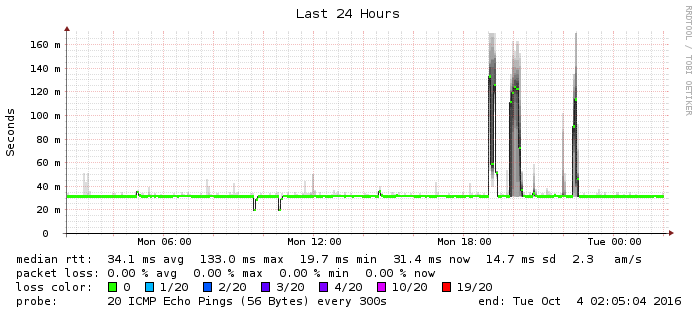 Last 24 Hours
RRDTOOL / TOBI OETIKER
Seconds
160 m
140 m
120 m
100 m
80 m
60 m
40 m
20 m
0
Mon 06:00 Mon 12:00 Mon 18:00 Tue 00:00
median rtt: 34.1 ms avg 133.0 ms max 19.7 ms min 31.4 ms now 14.7 ms sd 2.3 am/s
packet loss: 0.00 % avg 0.00 % max 0.00 % min 0.00 % now
loss color: 0 1/20 2/20 3/20 4/20 10/20 19/20
probe: 20 ICMP Echo Pings (56 Bytes) every 300s end: Tue Oct 4 02:05:04 2016